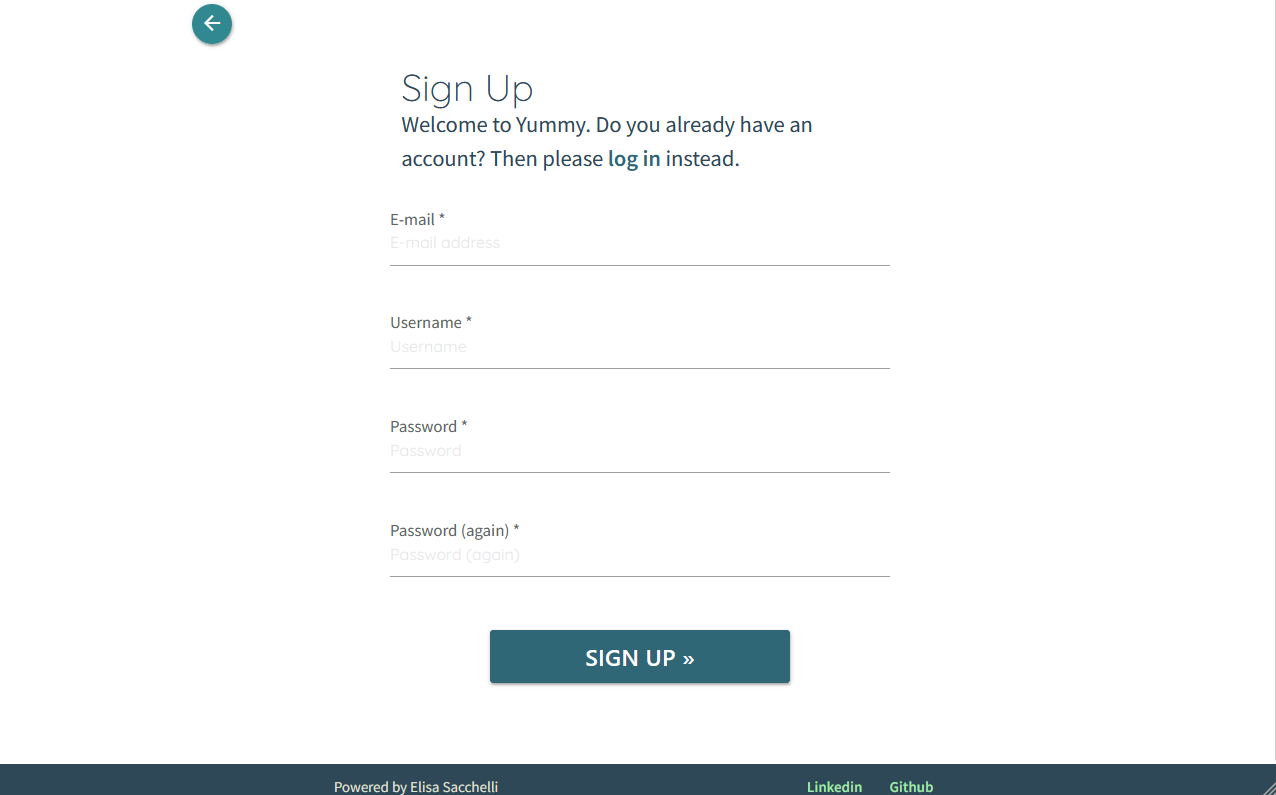 Sign Up
Welcome to Yummy. Do you already have an
account? Then please log in instead.
E-mail *
E-mail address
Username *
Username
Password *
Password
Password (again) *
Password (again)
SIGN UP »
Powered by Elisa Sacchelli
Linkedin
Github